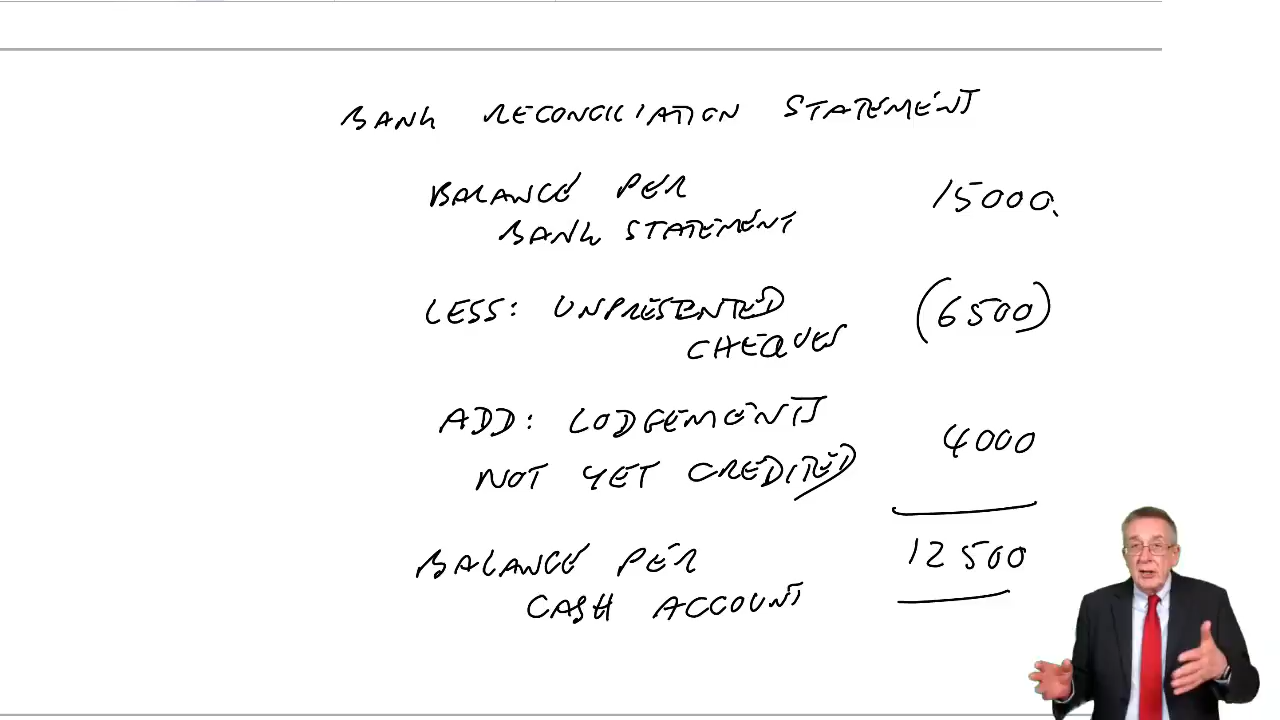 BANK RECONCILIATION STATEMENT
BALANCE PER 15000
BANK STATEMENT
LESS: UNPRESENTED (6500)
CHEQUES
ADD: LODGEMENTS
NOT YET CREDITED 4000
BALANCE PER 12500
CASH ACCOUNT